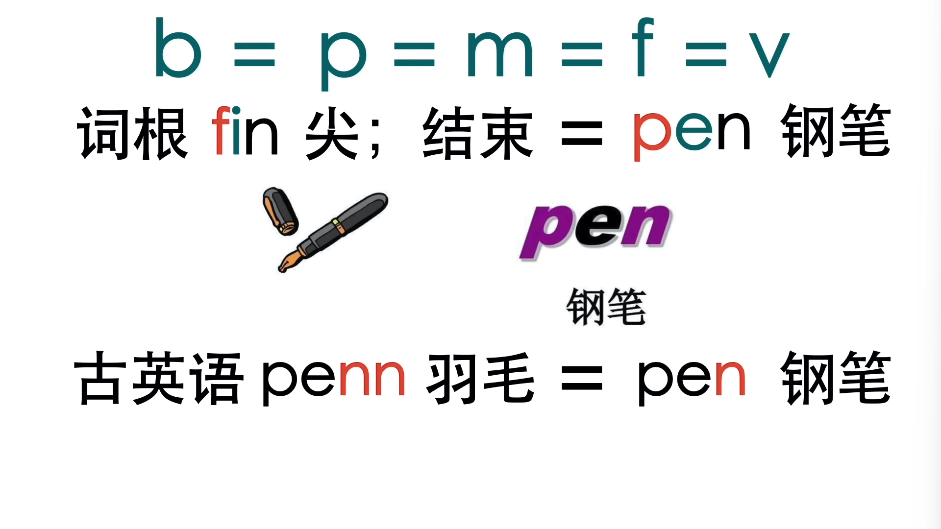 b = p = m = f = v
词根 fin 尖；结束 = pen 钢笔
pen
钢笔
古英语 penn 羽毛 = pen 钢笔